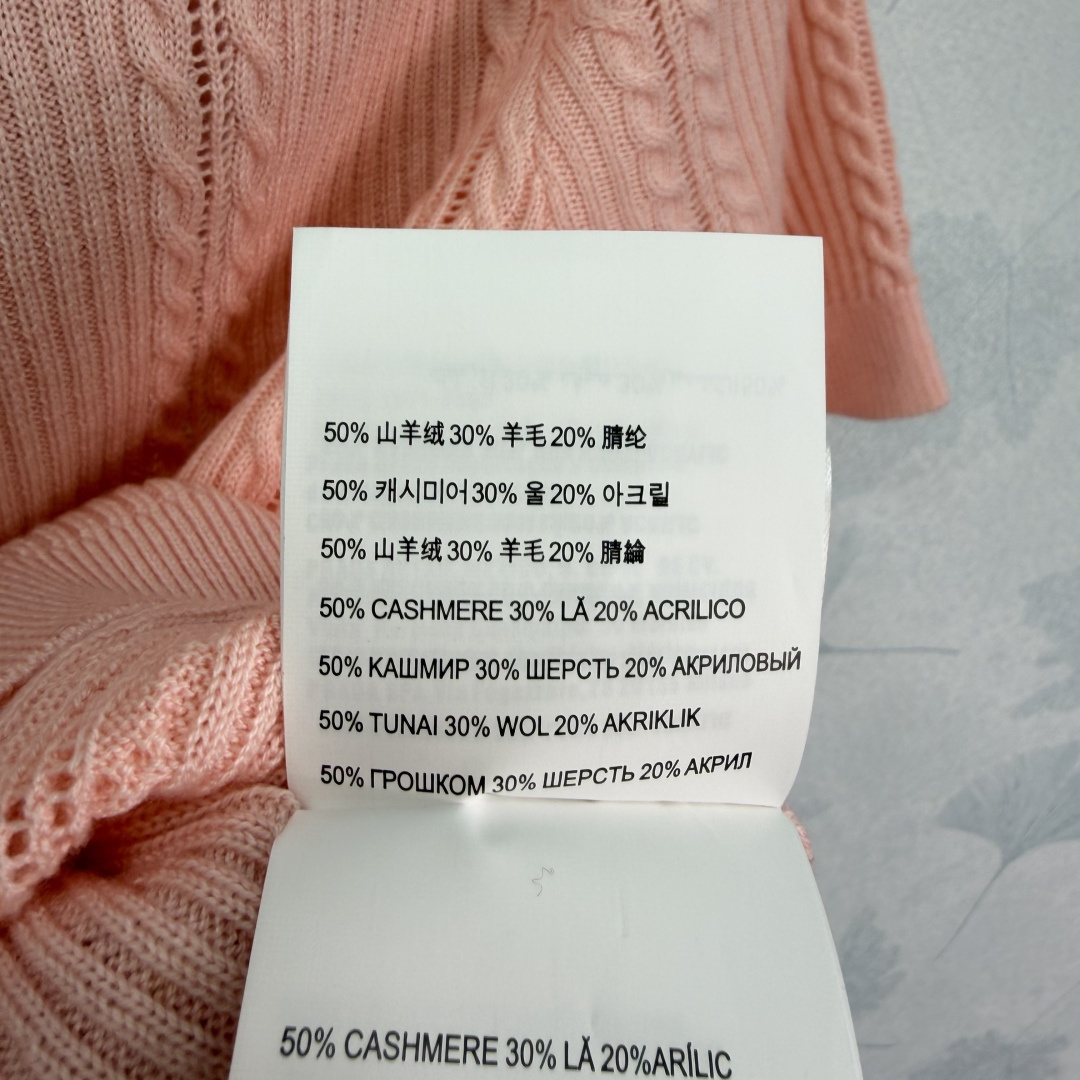 50% 山羊绒 30% 羊毛 20% 腈纶
50% 캐시미어 30% 울 20% 아크릴
50% 山羊绒 30% 羊毛 20% 腈綸
50% CASHMERE 30% LÃ 20% ACRILICO
50% КАШМИР 30% ШЕРСТЬ 20% АКРИЛОВЫЙ
50% TUNAI 30% WOL 20% AKRIKLIK
50% ГРОШКОМ 30% ШЕРСТЬ 20% АКРИЛ
50% CASHMERE 30% LÃ 20%ARÍLIC